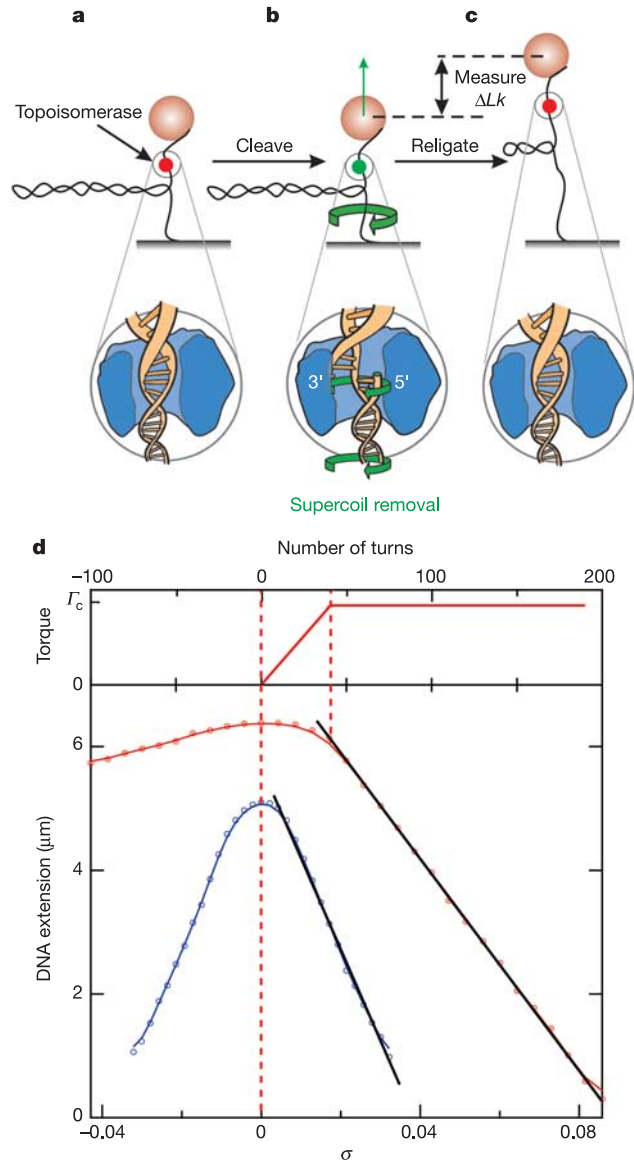 a
b
c
Topoisomerase
Cleave
Religate
Measure
ΔLk
3'
5'
Supercoil removal
d
Number of turns
−100
0
100
200
Γc
Torque
0
6
4
2
0
DNA extension (μm)
−0.04
0
0.04
0.08
σ